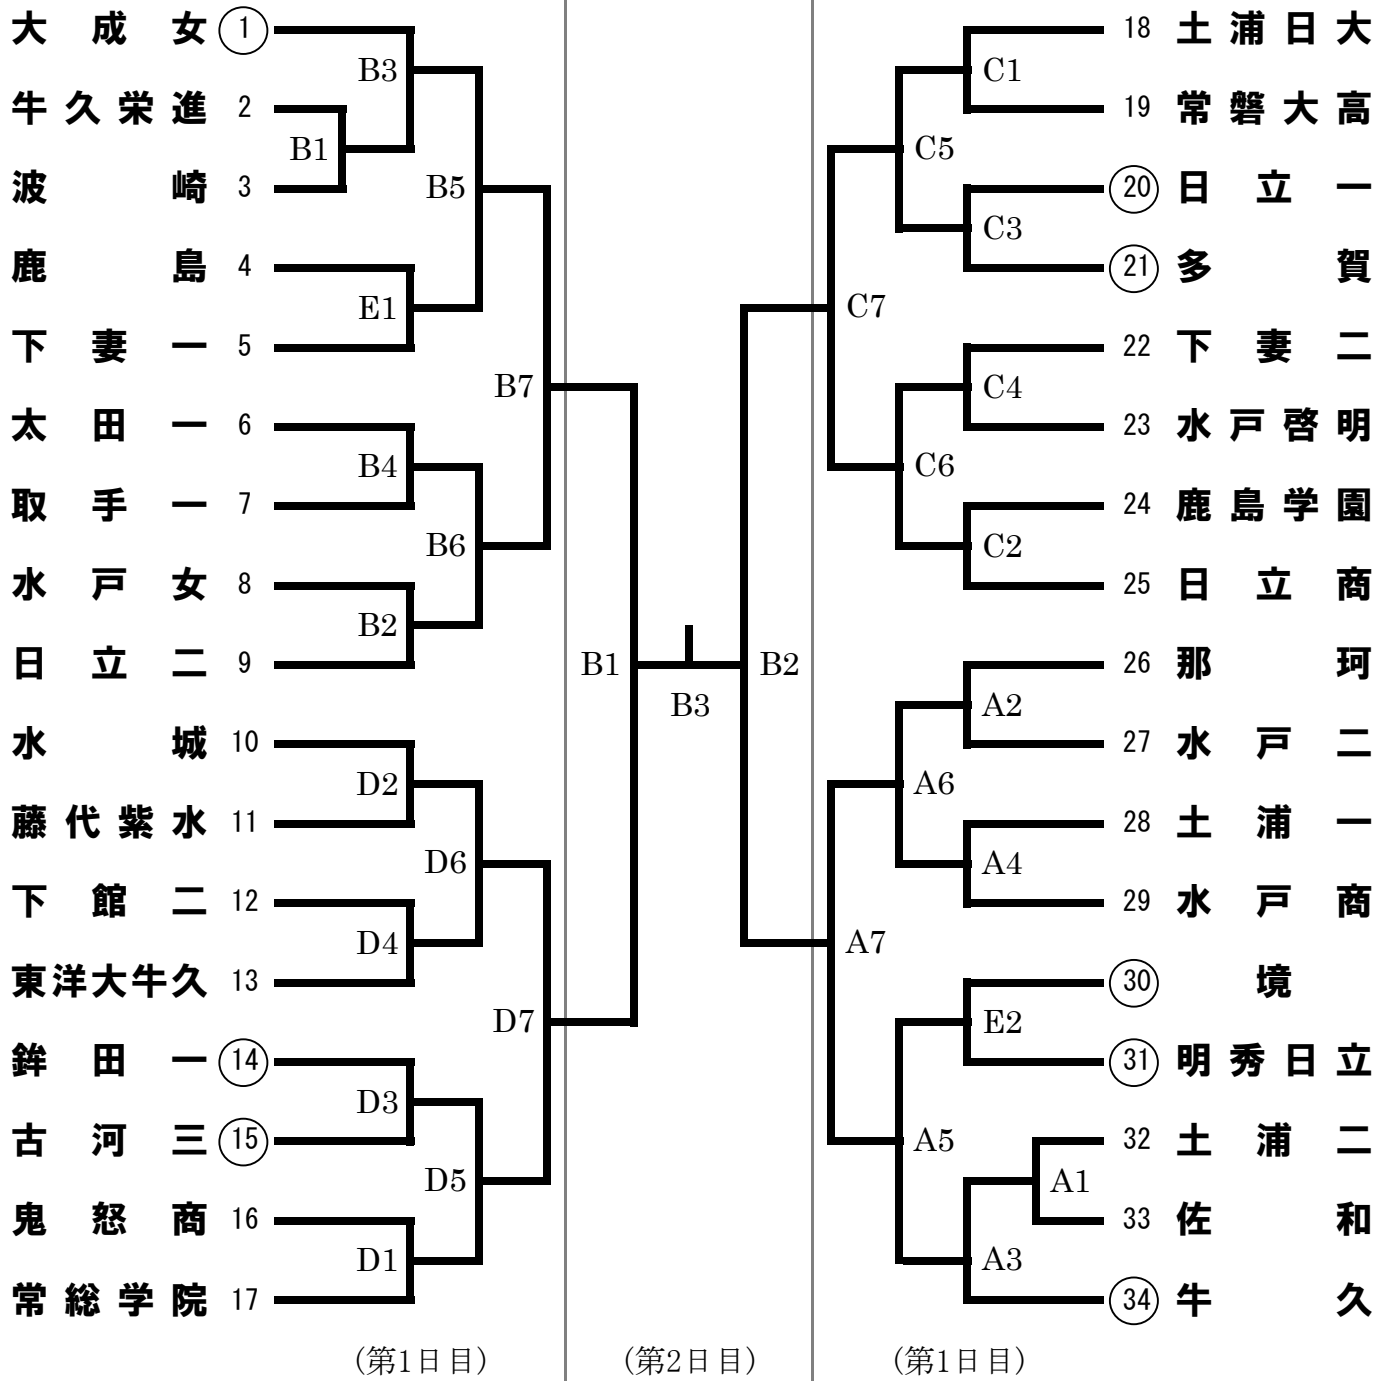 大成女 1
牛久栄進 2
波崎 3
鹿島 4
下妻一 5
太田一 6
取手一 7
水戸女 8
日立二 9
水城 10
藤代紫水 11
下館二 12
東洋大牛久 13
鉾田一 14
古河三 15
鬼怒商 16
常総学院 17
B3
B1
B5
E1
B7
B4
B6
B2
D2
D6
D4
D7
D3
D5
D1
B1
B3
B2
C1
C5
C3
C7
C4
C6
C2
A2
A6
A4
A7
E2
A5
A1
A3
18 土浦日大
19 常磐大高
20 日立一
21 多賀
22 下妻二
23 水戸啓明
24 鹿島学園
25 日立商
26 那珂
27 水戸二
28 土浦一
29 水戸商
30 境
31 明秀日立
32 土浦二
33 佐和
34 牛久
(第1日目) (第2日目) (第1日目)